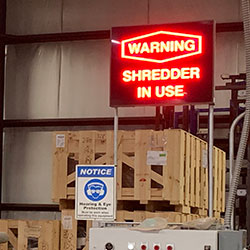 WARNING
SHREDDER
IN USE
NOTICE
Hearing & Eye
Protection